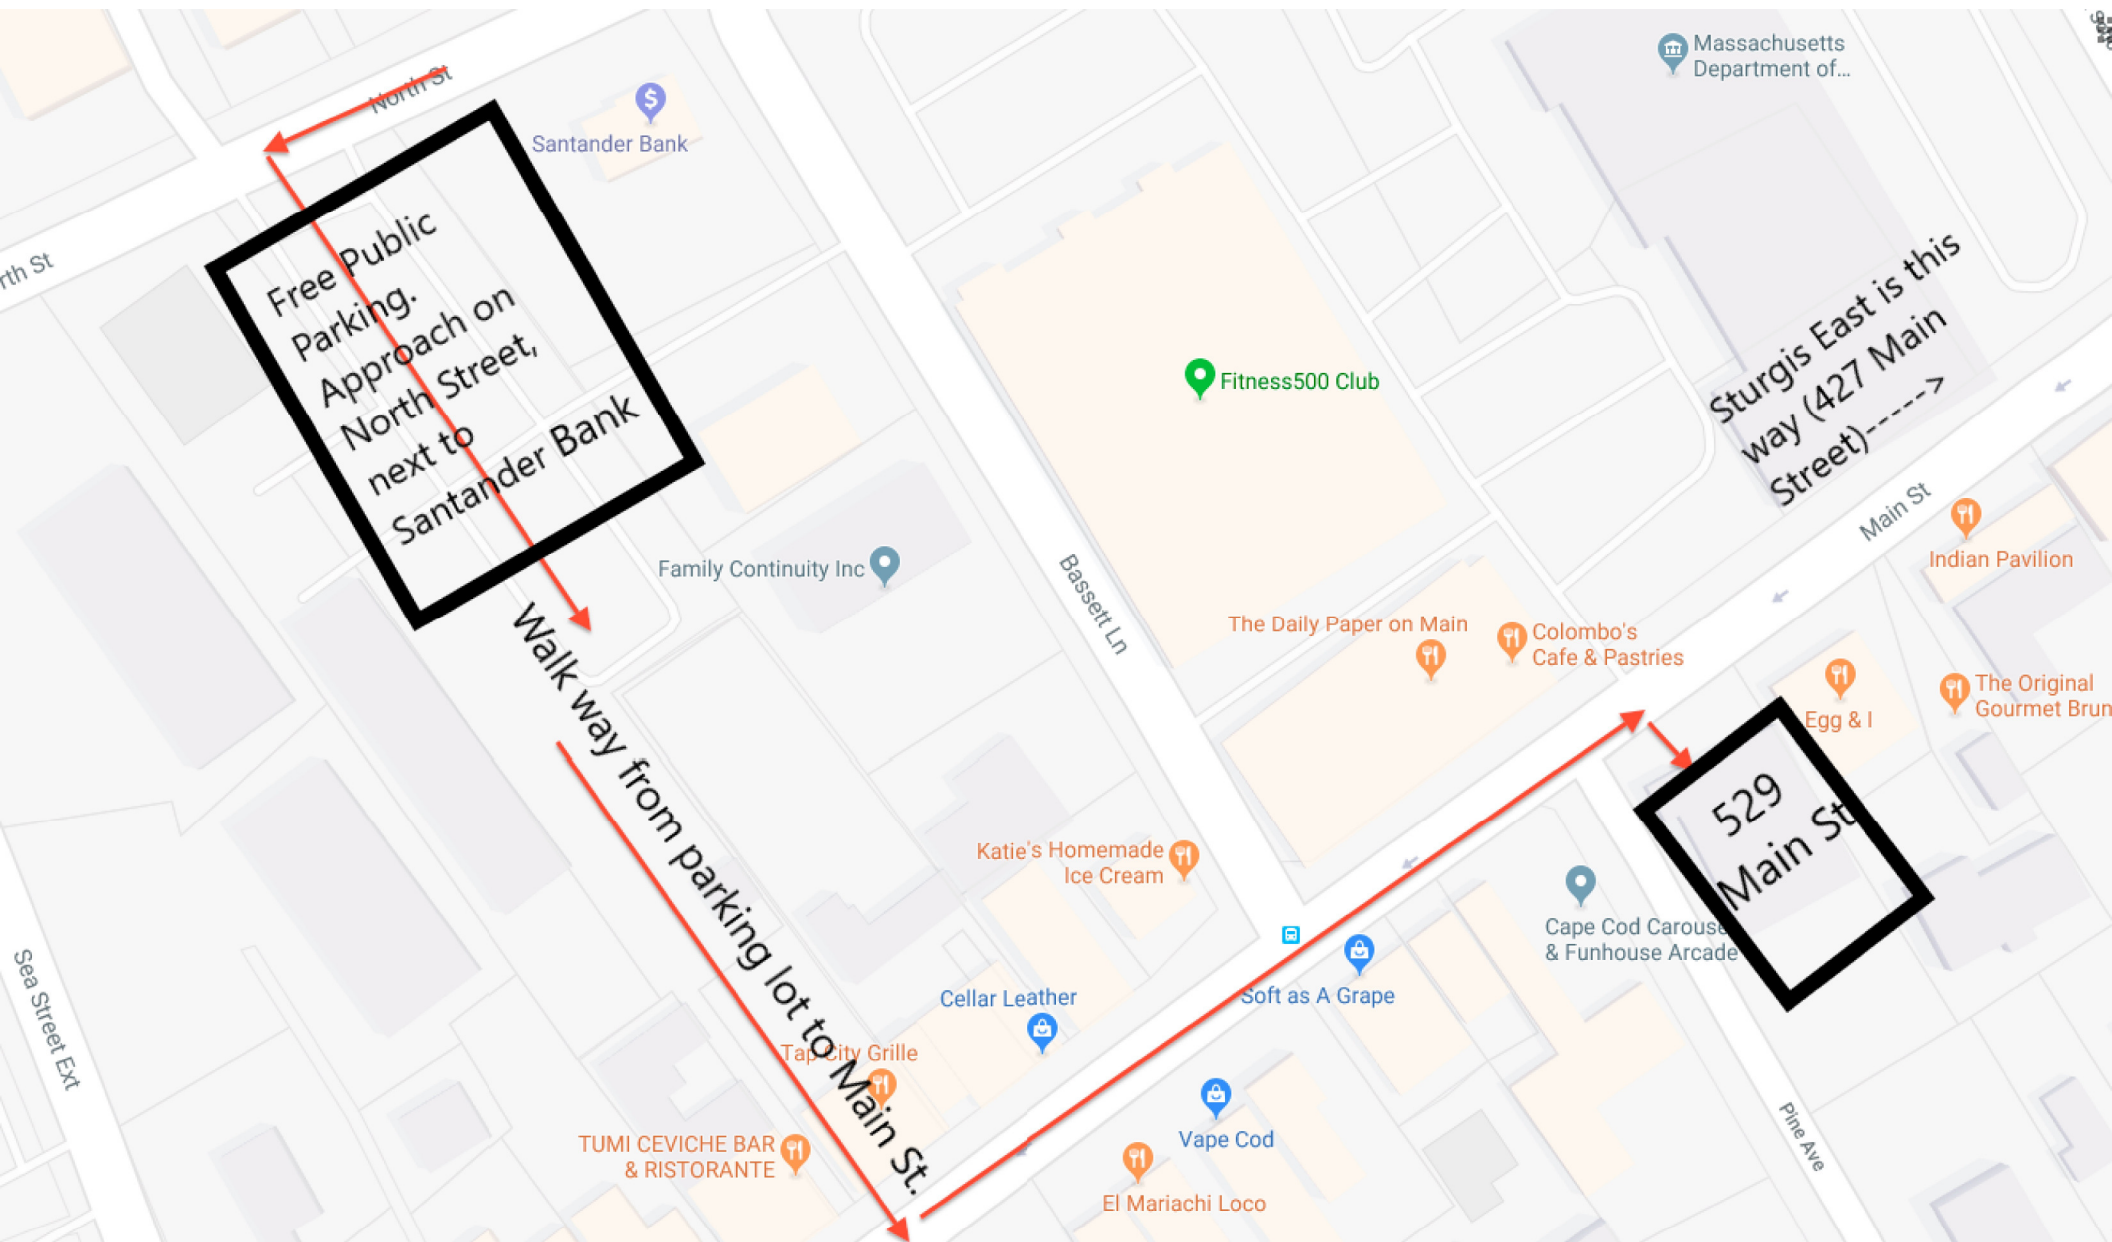 Massachusetts
Department of...
North St
Santander Bank
rth St
Free Public
Parking.
Approach on
North Street,
next to
Santander Bank
Sturgis East is this
way (427 Main
Street)----->
Fitness500 Club
Main St
Indian Pavilion
Family Continuity Inc
Bassett Ln
The Daily Paper on Main
Colombo's
Cafe & Pastries
The Original
Gourmet Brun
Egg & I
529
Main St
Walk way from parking lot to Main St.
Katie's Homemade
Ice Cream
Cape Cod Carouse
& Funhouse Arcade
Sea Street Ext
Cellar Leather
Soft as A Grape
Tap City Grille
Vape Cod
TUMI CEVICHE BAR
& RISTORANTE
El Mariachi Loco
Pine Ave